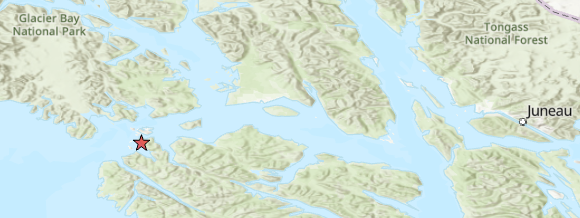 Glacier Bay
National Park
Tongass
National Forest
Juneau